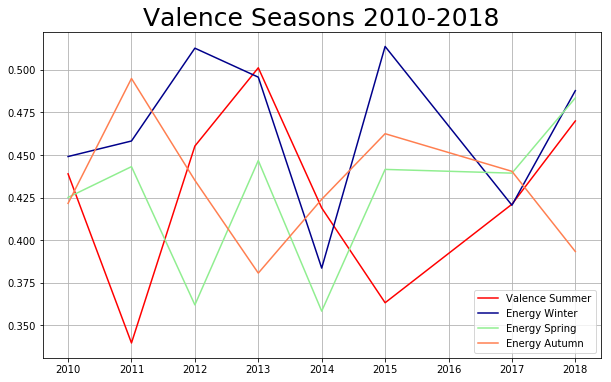 Valence Seasons 2010-2018
0.500
0.475
0.450
0.425
0.400
0.375
0.350
2010 2011 2012 2013 2014 2015 2016 2017 2018
Valence Summer
Energy Winter
Energy Spring
Energy Autumn